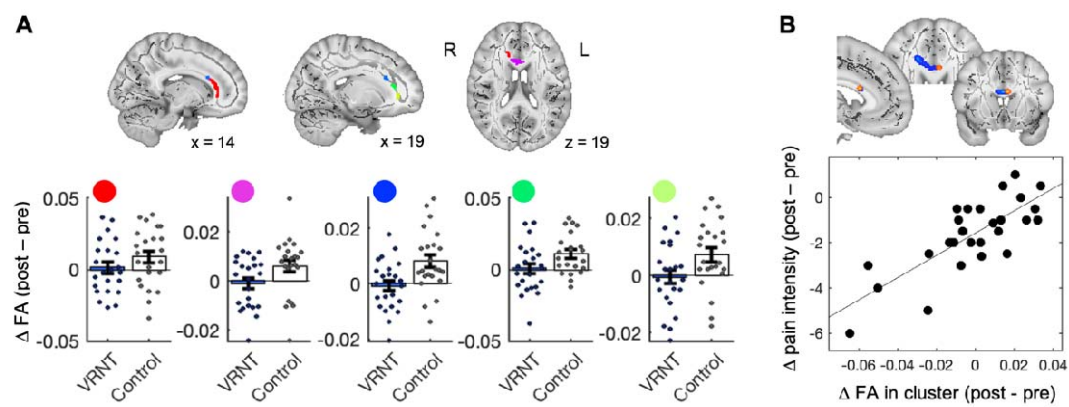 A
B
R
L
x = 14
x = 19
z = 19
Δ FA (post – pre)
0.05
0
-0.05
VRNT
Control
0.02
0
-0.02
VRNT
Control
0.02
0
0.02
VRNT
Control
0.05
0
-0.05
VRNT
Control
0.02
0
-0.02
VRNT
Control
Δ pain intensity (post – pre)
0
-2
-4
-6
-0.06
-0.04
-0.02
0
0.02
0.04
Δ FA in cluster (post - pre)